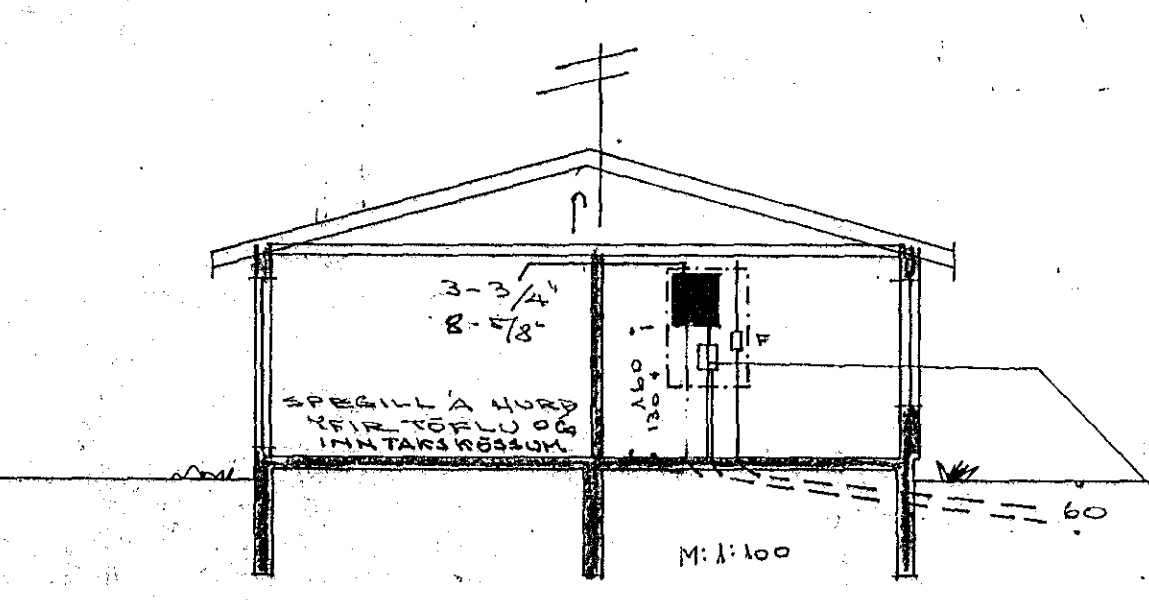 3-3/4"
8-5/8"
F
160
130
SPEGILL Á HURÐ
YFIR TÖFLU OG
INNTAKSKÖSSUM
60
M:1:100